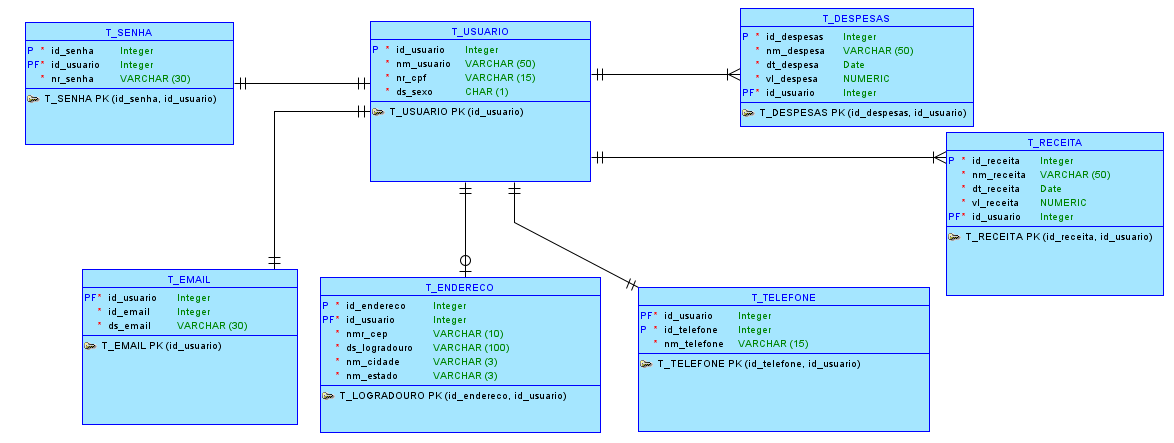 T_SENHA
P * id_senha Integer
PF* id_usuario Integer
* nr_senha VARCHAR (30)
T_SENHA PK (id_senha, id_usuario)
T_USUARIO
P * id_usuario Integer
* nm_usuario VARCHAR (50)
* nr_cpf VARCHAR (15)
* ds_sexo CHAR (1)
T_USUARIO PK (id_usuario)
T_DESPESAS
P * id_despesas Integer
* nm_despesa VARCHAR (50)
* dt_despesa Date
* vl_despesa NUMERIC
PF* id_usuario Integer
T_DESPESAS PK (id_despesas, id_usuario)
T_RECEITA
P * id_receita Integer
* nm_receita VARCHAR (50)
* dt_receita Date
* vl_receita NUMERIC
PF* id_usuario Integer
T_RECEITA PK (id_receita, id_usuario)
T_EMAIL
PF* id_usuario Integer
* id_email Integer
* ds_email VARCHAR (30)
T_EMAIL PK (id_usuario)
T_ENDERECO
P * id_endereco Integer
PF* id_usuario Integer
* nmr_cep VARCHAR (10)
* ds_logradouro VARCHAR (100)
* nm_cidade VARCHAR (3)
* nm_estado VARCHAR (3)
T_LOGRADOURO PK (id_endereco, id_usuario)
T_TELEFONE
PF* id_usuario Integer
P * id_telefone Integer
* nm_telefone VARCHAR (15)
T_TELEFONE PK (id_telefone, id_usuario)